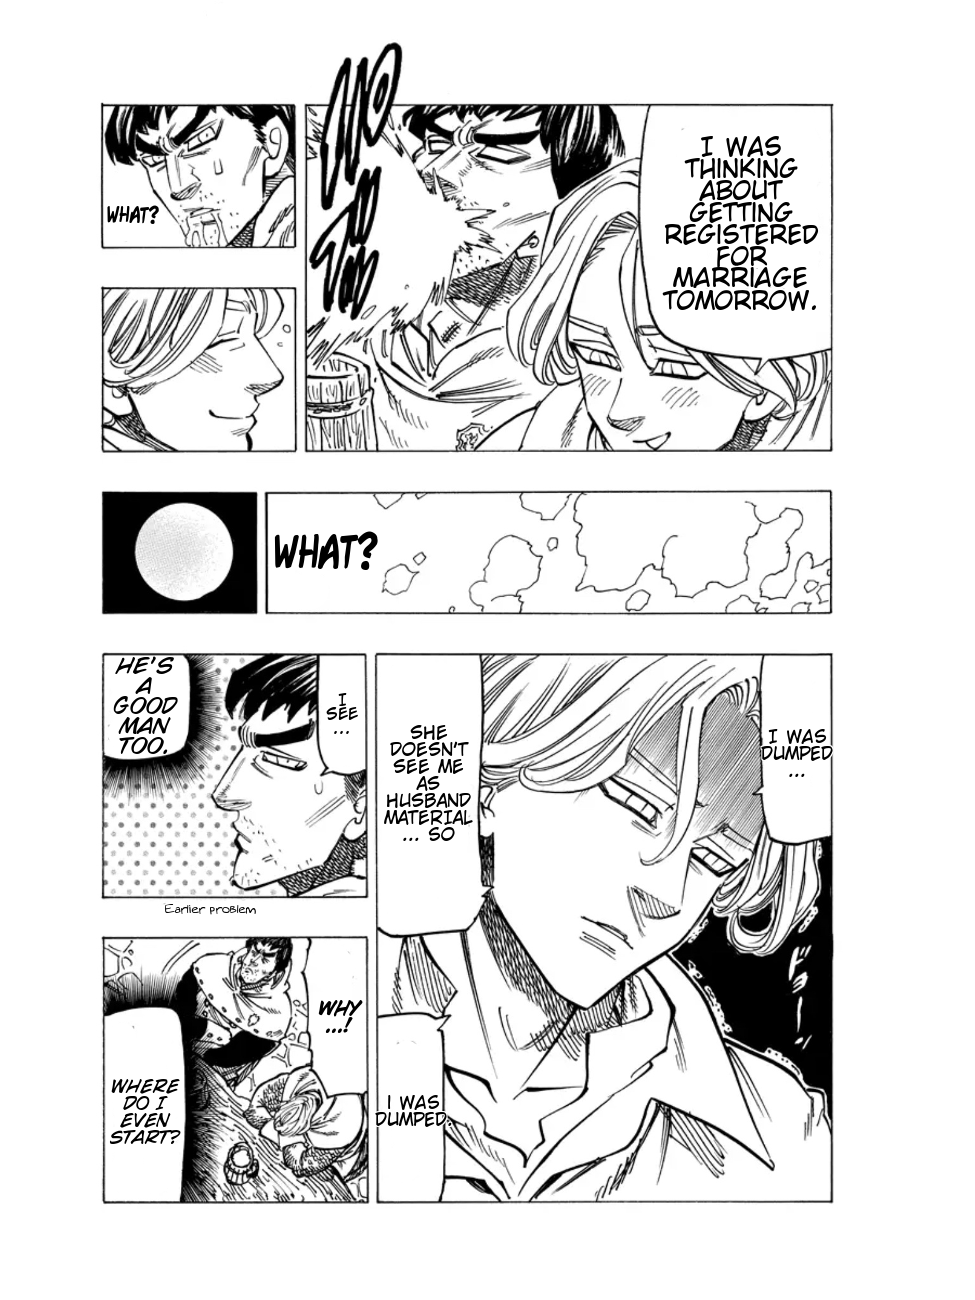 I WAS
THINKING
ABOUT
GETTING
REGISTERED
FOR
MARRIAGE
TOMORROW.
WHAT?
WHAT?
I WAS
DUMPED
...
SHE
DOESN'T
SEE ME
AS
HUSBAND
MATERIAL
... SO
I WAS
DUMPED.
I
SEE
...
HE'S
A
GOOD
MAN
TOO.
Earlier problem
WHY
...!
WHERE
DO I
EVEN
START?